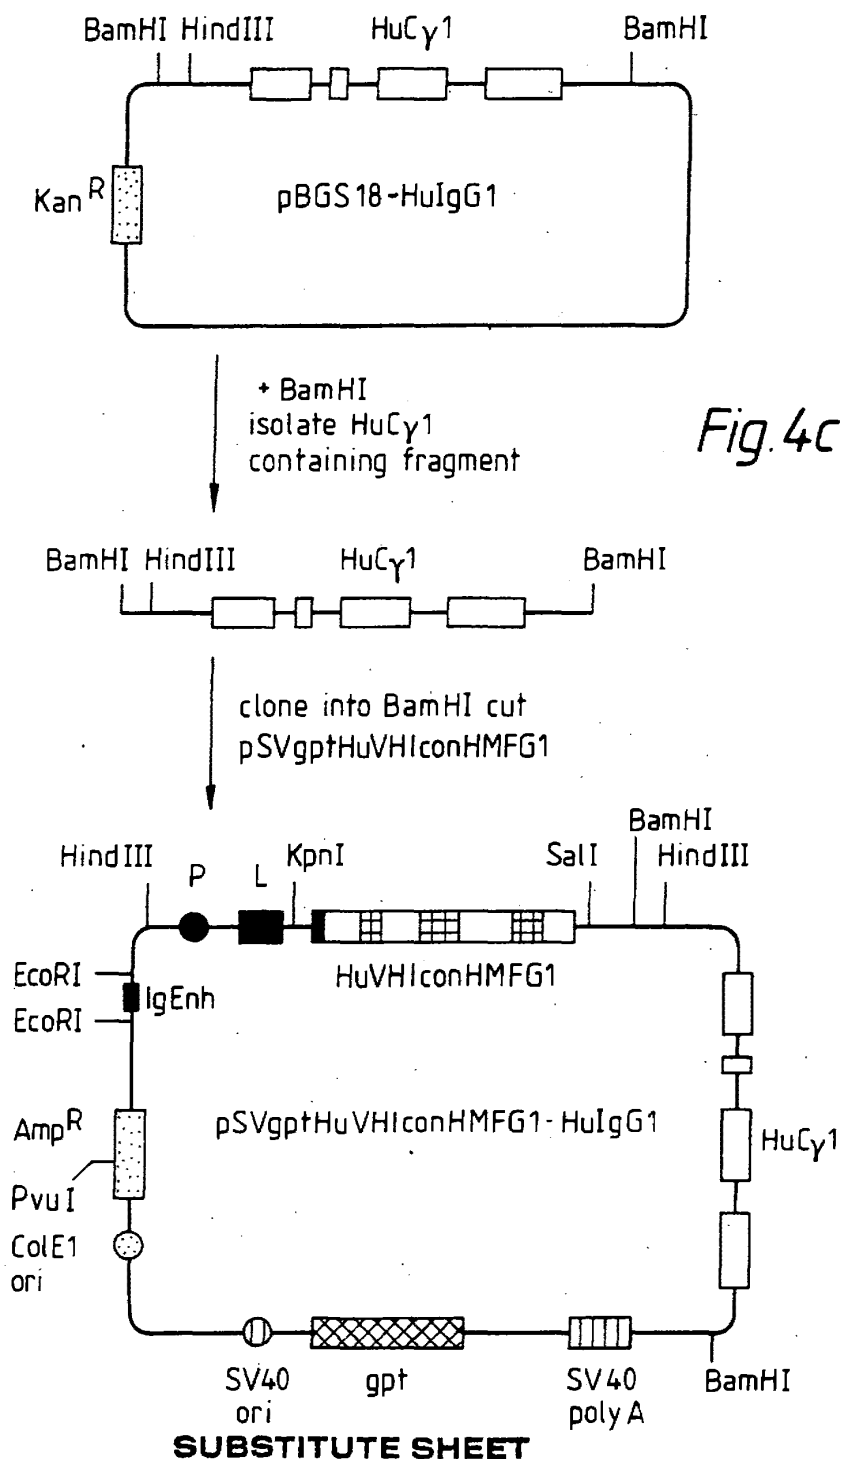 BamHI HindIII HuCγ1 BamHI
Kan R
pBGS18-HuIgG1
+ BamHI
isolate HuCγ1
containing fragment
Fig. 4c
BamHI HindIII HuCγ1 BamHI
clone into BamHI cut
pSVgptHuVHIconHMFG1
HindIII P L KpnI SalI BamHI HindIII
EcoRI
IgEnh
EcoRI
HuVHIconHMFG1
AmpR
pSVgptHuVHIconHMFG1-HuIgG1
HuCγ1
PvuI
ColE1
ori
SV40
ori
gpt
SV40
poly A
BamHI
SUBSTITUTE SHEET